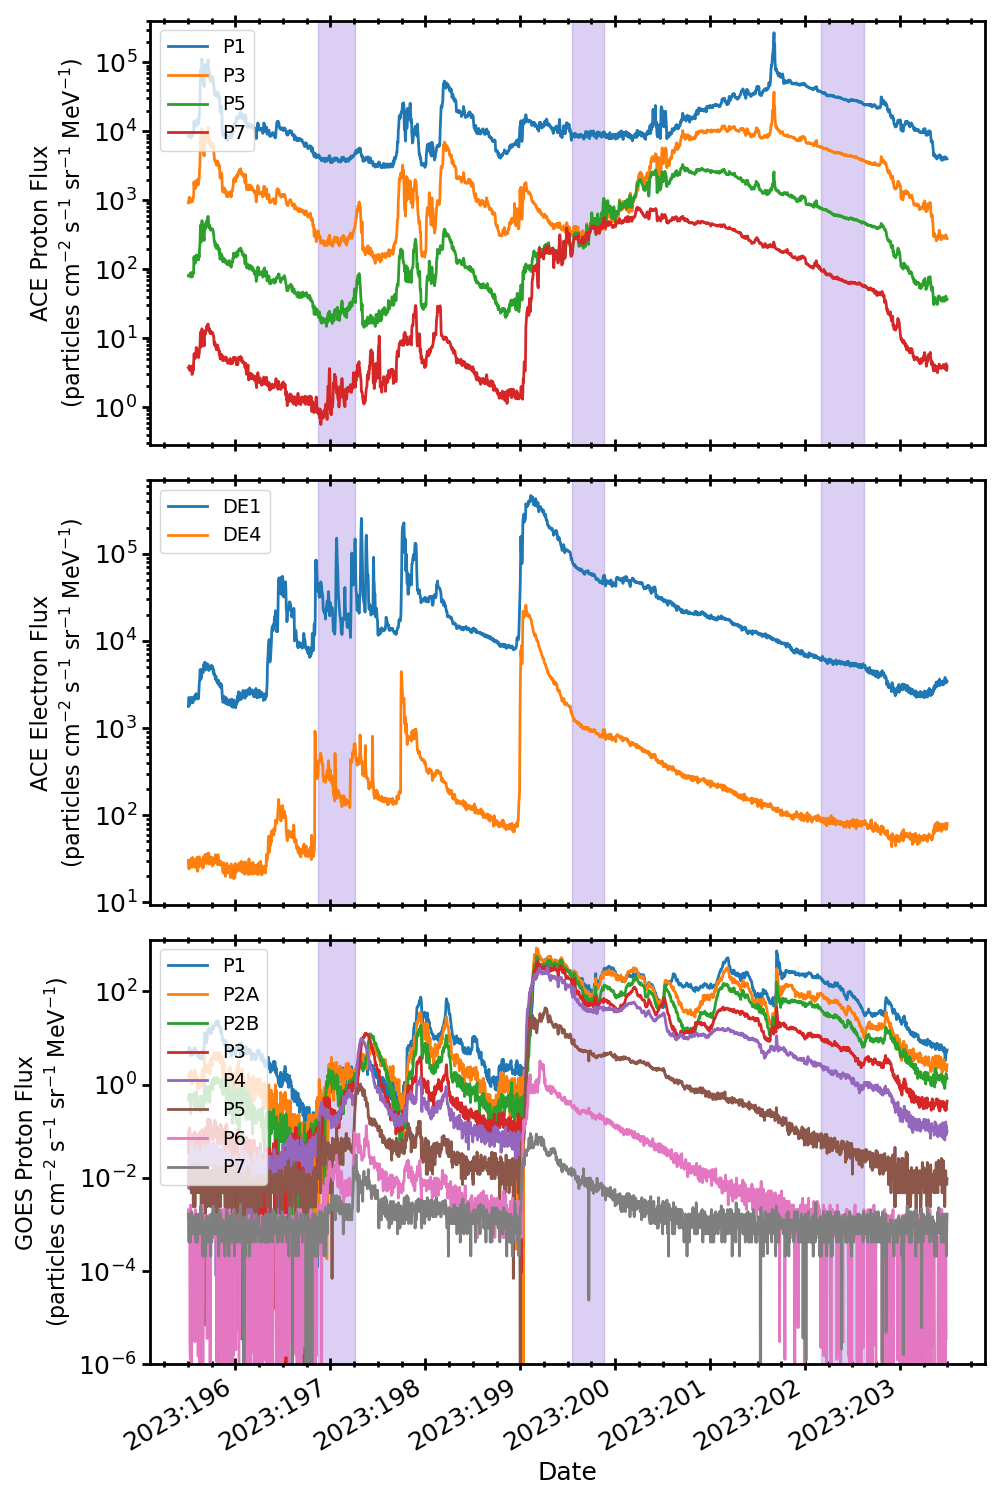 ACE Proton Flux
(particles cm⁻² s⁻¹ sr⁻¹ MeV⁻¹)
10⁵
10⁴
10³
10²
10¹
10⁰
P1
P3
P5
P7
ACE Electron Flux
(particles cm⁻² s⁻¹ sr⁻¹ MeV⁻¹)
10⁵
10⁴
10³
10²
10¹
DE1
DE4
GOES Proton Flux
(particles cm⁻² s⁻¹ sr⁻¹ MeV⁻¹)
10²
10⁰
10⁻²
10⁻⁴
10⁻⁶
P1
P2A
P2B
P3
P4
P5
P6
P7
2023:196
2023:197
2023:198
2023:199
2023:200
2023:201
2023:202
2023:203
Date